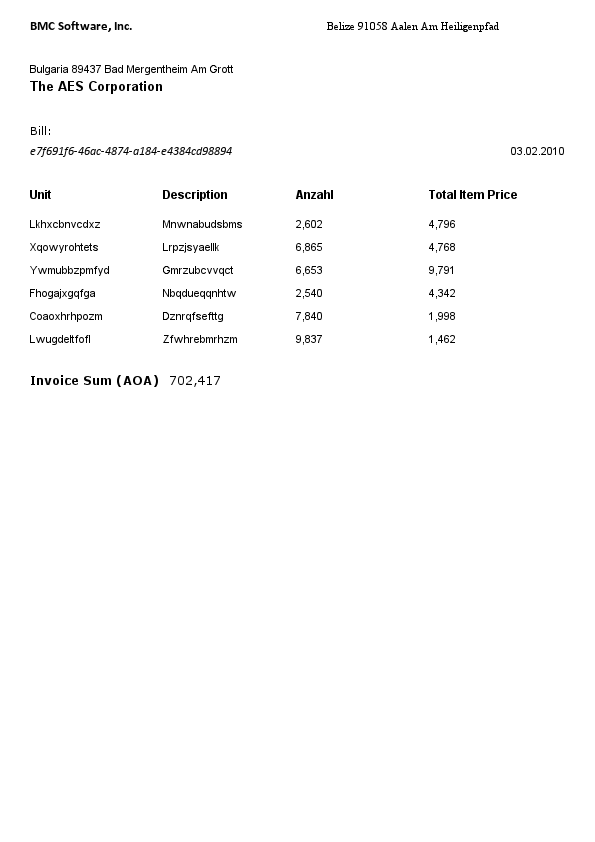 BMC Software, Inc. Belize 91058 Aalen Am Heiligenpfad
Bulgaria 89437 Bad Mergentheim Am Grott
The AES Corporation
Bill:
e7f691f6-46ac-4874-a184-e4384cd98894 03.02.2010
Unit Description Anzahl Total Item Price
Lkhxcbnvcdxz Mnwnabudsbms 2,602 4,796
Xqowyrohtets Lrpzjsyaellk 6,865 4,768
Ywmubbzpmfyd Gmrzubcvvqct 6,653 9,791
Fhogajxgqfga Nbqdueqqnhtw 2,540 4,342
Coaoxhrhpozm Dznrqfsefttg 7,840 1,998
Lwugdeltfofl Zfwhrebmrhzm 9,837 1,462
Invoice Sum (AOA) 702,417